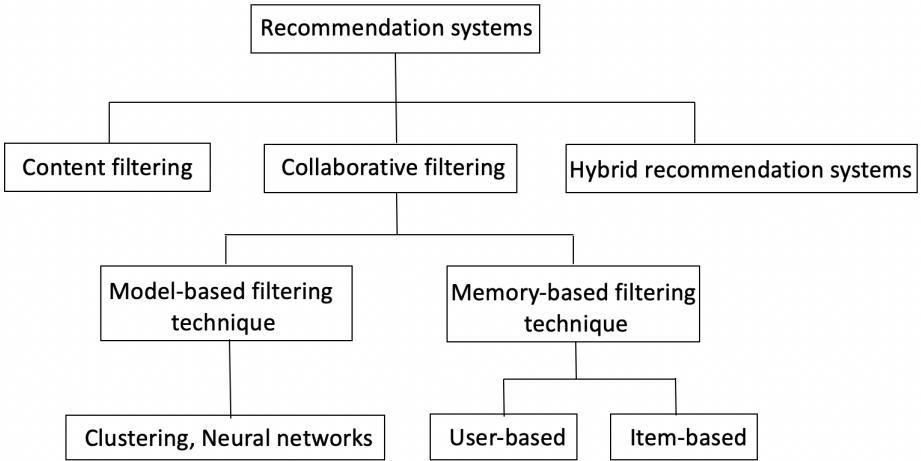 Recommendation systems
Content filtering
Collaborative filtering
Hybrid recommendation systems
Model-based filtering
technique
Memory-based filtering
technique
Clustering, Neural networks
User-based
Item-based